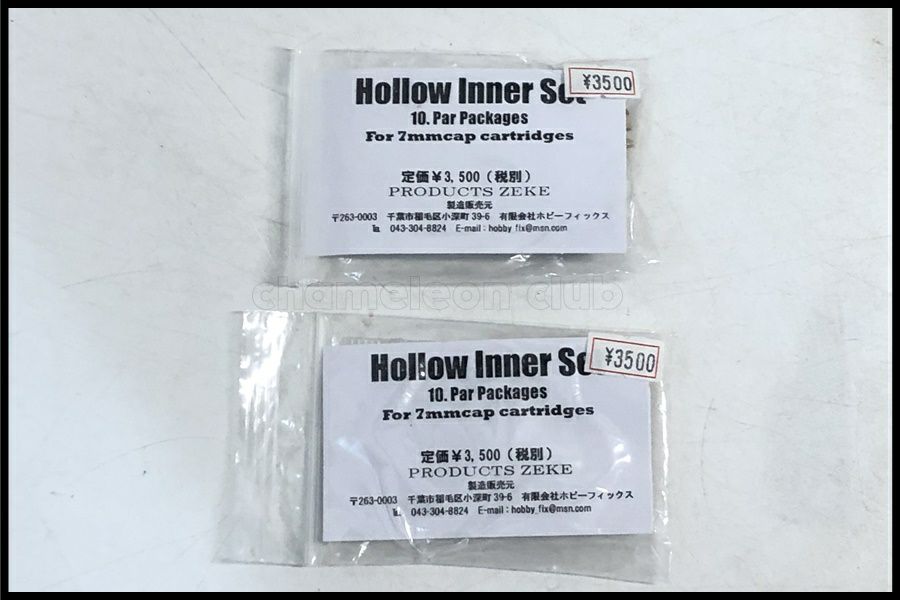 Hollow Inner Set
¥3500
10. Par Packages
For 7mmcap cartridges
定価¥3,500(税別)
PRODUCTS ZEKE
製造販売元
〒263-0003 千葉市稲毛区小深町39-6 有限会社ホビーフィックス
℡ 043-304-8824 E-mail:hobby_fix@msn.com
chameleon club
Hollow Inner Se
¥3500
10. Par Packages
For 7mmcap cartridges
定価¥3,500(税別)
PRODUCTS ZEKE
製造販売元
〒263-0003 千葉市稲毛区小深町39-6 有限会社ホビーフィックス
℡ 043-304-8824 E-mail:hobby_fix@msn.com